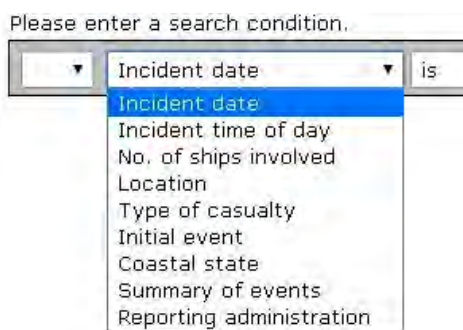 Please enter a search condition.
Incident date is
Incident date
Incident time of day
No. of ships involved
Location
Type of casualty
Initial event
Coastal state
Summary of events
Reporting administration